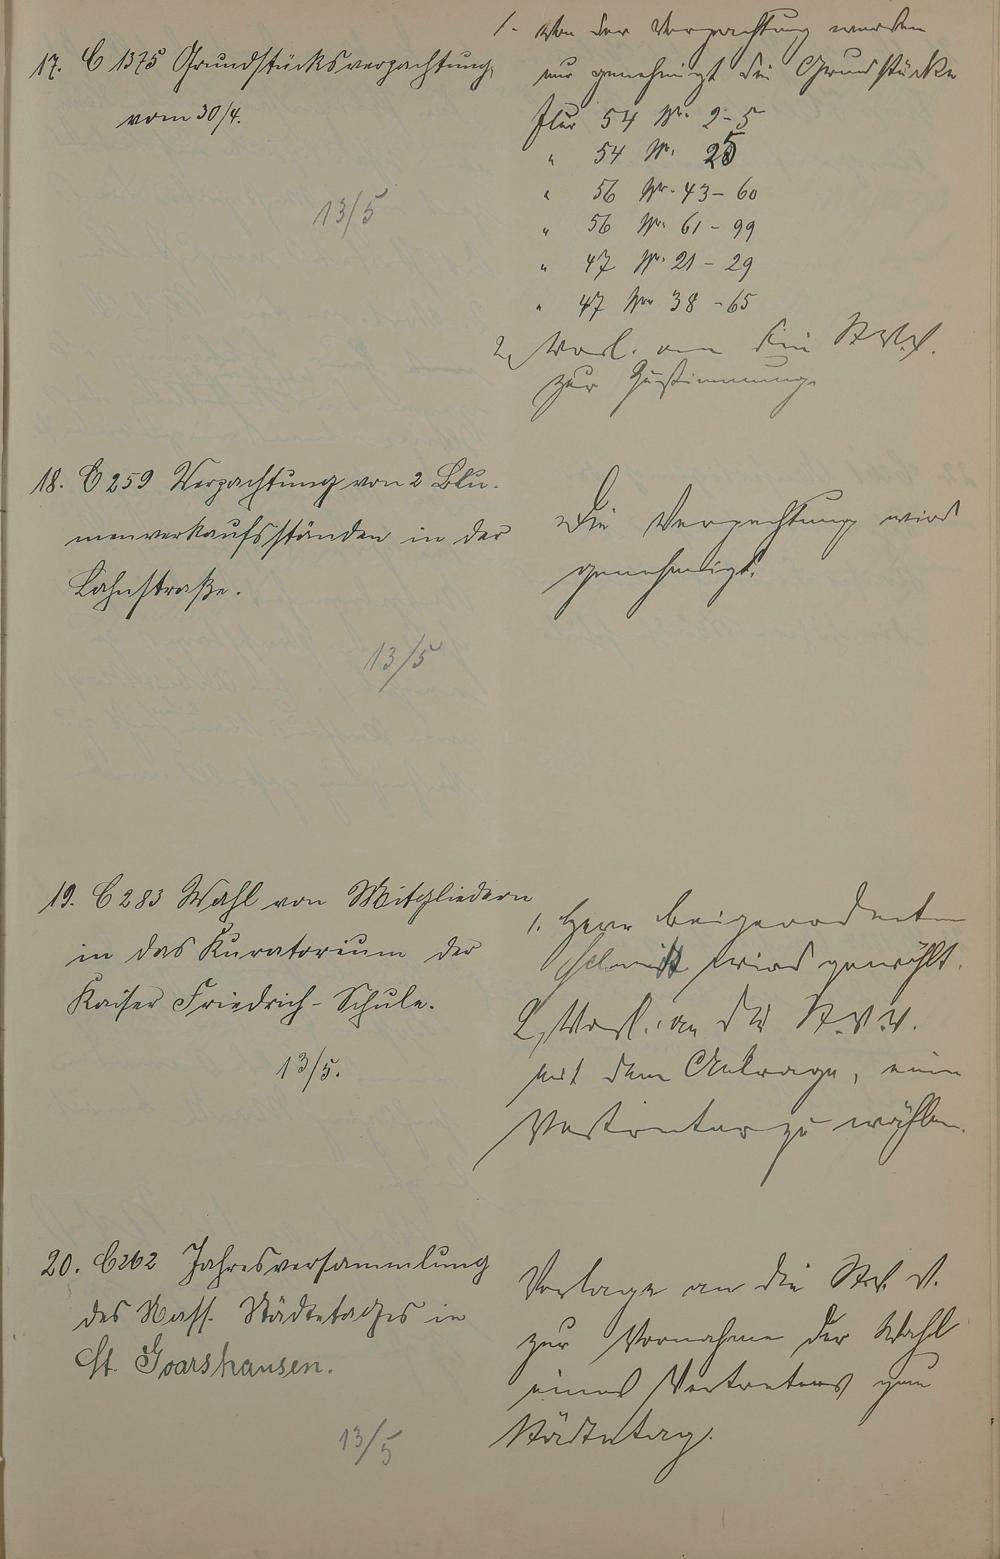 17. C 1375 Grundstücksverpachtung
vom 30/4.
13/5
1. Von der Verpachtung werden
nur genehmigt die Grundstücke
Flur 54 Nr. 2-5
" 54 Nr. 25
" 56 Nr. 43-60
" 56 Nr. 61-99
" 47 Nr. 21-29
" 47 Nr. 38-65
2, Vorl. an die St.V.V.
zur Zustimmung.
18. C 259 Verpachtung von 2 Blu-
menverkaufsständen in der
Lahnstraße.
13/5
Die Verpachtung wird
genehmigt.
19. C 283 Wahl von Mitgliedern
in das Kuratorium der
Kaiser Friedrich-Schule.
13/5.
1. Herr Beigeordneter
Schmidt wird gewählt.
2, Vorl. an die St.V.V.
mit dem Antrage, einen
Vertreter zu wählen.
20. C 262 Jahresversammlung
des Nass. Städtetages in
St. Goarshausen.
13/5
Vorlage an die St.V.V.
zur Vornahme der Wahl
eines Vertreters zum
Städtetag.